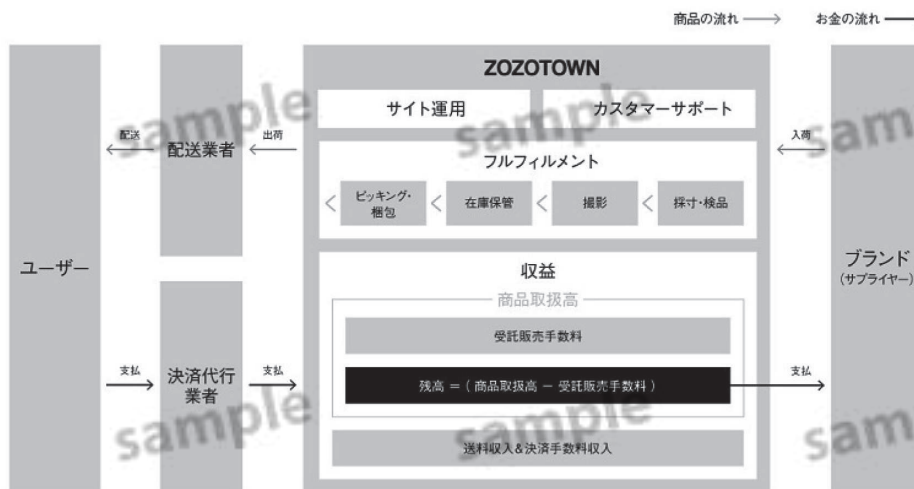 商品の流れ
お金の流れ
ZOZOTOWN
サイト運用
カスタマーサポート
配送
配送業者
出荷
入荷
フルフィルメント
ピッキング・
梱包
在庫保管
撮影
採寸・検品
ユーザー
ブランド
(サプライヤー)
収益
商品取扱高
受託販売手数料
支払
決済代行
業者
支払
残高 =( 商品取扱高 − 受託販売手数料 )
支払
送料収入&決済手数料収入
sample
sample
sam
sample
sample
sam